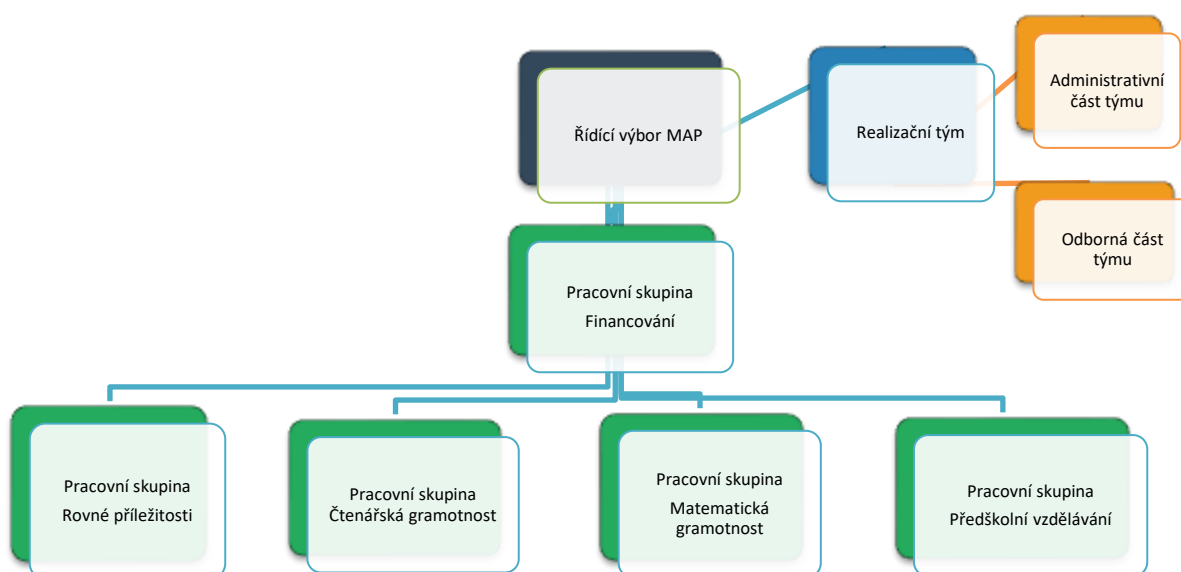 Administrativní
část týmu
Řídící výbor MAP
Realizační tým
Odborná část
týmu
Pracovní skupina
Financování
Pracovní skupina
Rovné příležitosti
Pracovní skupina
Čtenářská gramotnost
Pracovní skupina
Matematická
gramotnost
Pracovní skupina
Předškolní vzdělávání